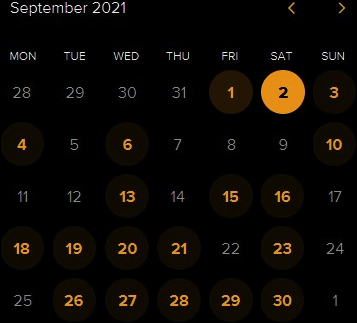 September 2021 < >
MON TUE WED THU FRI SAT SUN
28 29 30 31 1 2 3
4 5 6 7 8 9 10
11 12 13 14 15 16 17
18 19 20 21 22 23 24
25 26 27 28 29 30 1